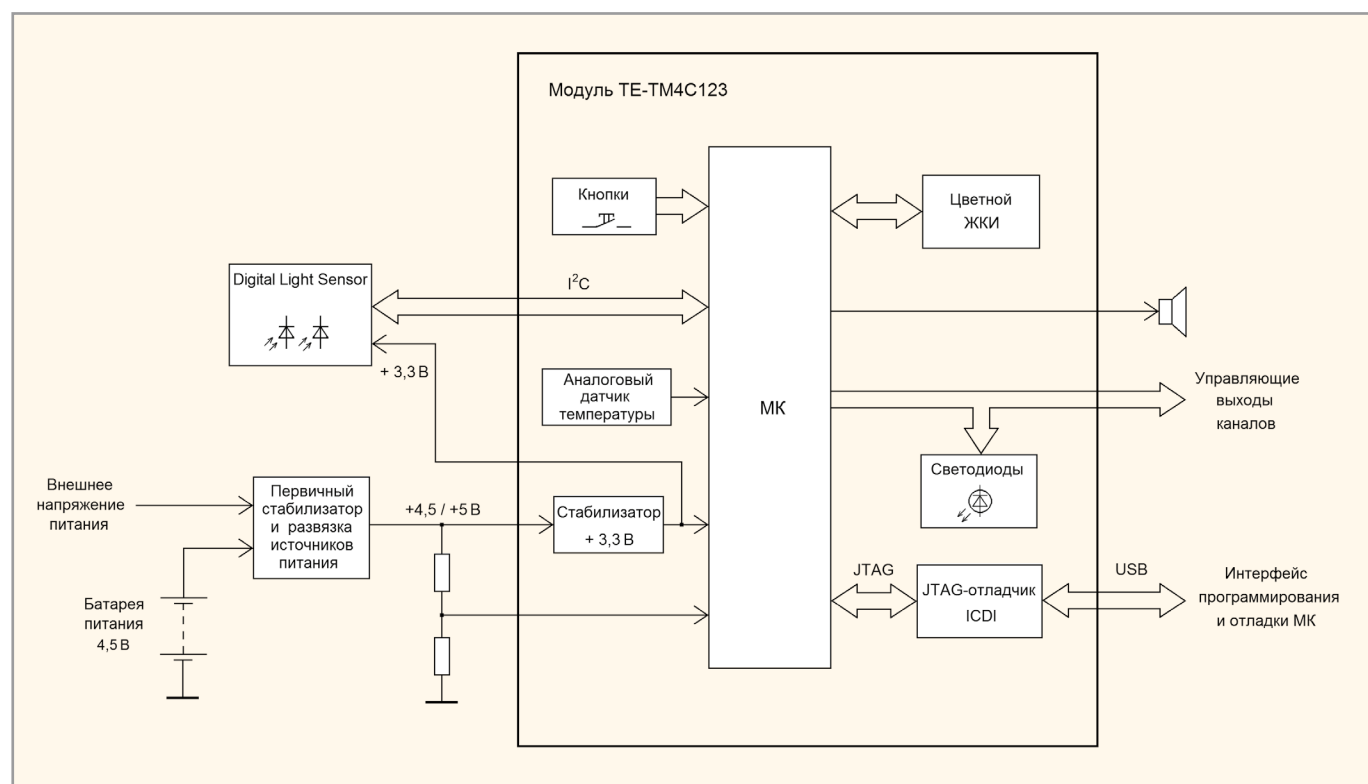 Модуль TE-TM4C123
Кнопки
Цветной
ЖКИ
Digital Light Sensor
I²C
+ 3,3 В
Аналоговый
датчик
температуры
МК
Управляющие
выходы
каналов
Светодиоды
Внешнее
напряжение
питания
Первичный
стабилизатор
и развязка
источников
питания
+4,5 / +5 В
Стабилизатор
+ 3,3 В
Батарея
питания
4,5 В
JTAG
JTAG-отладчик
ICDI
USB
Интерфейс
программирования
и отладки МК